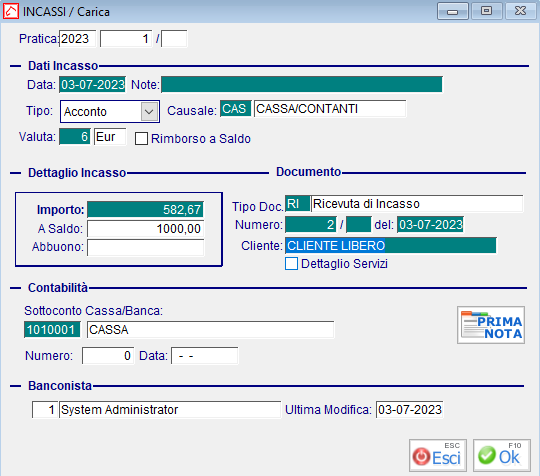 INCASSI / Carica
Pratica: 2023 1 /
Dati Incasso
Data: 03-07-2023 Note:
Tipo: Acconto Causale: CAS CASSA/CONTANTI
Valuta: 6 Eur Rimborso a Saldo
Dettaglio Incasso Documento
Importo: 582,67
A Saldo: 1000,00
Abbuono:
Tipo Doc. RI Ricevuta di Incasso
Numero: 2 / del: 03-07-2023
Cliente: CLIENTE LIBERO
Dettaglio Servizi
Contabilità
Sottoconto Cassa/Banca:
1010001 CASSA
PRIMA
NOTA
Numero: 0 Data: - -
Banconista
1 System Administrator Ultima Modifica: 03-07-2023
ESC
Esci
F10
Ok